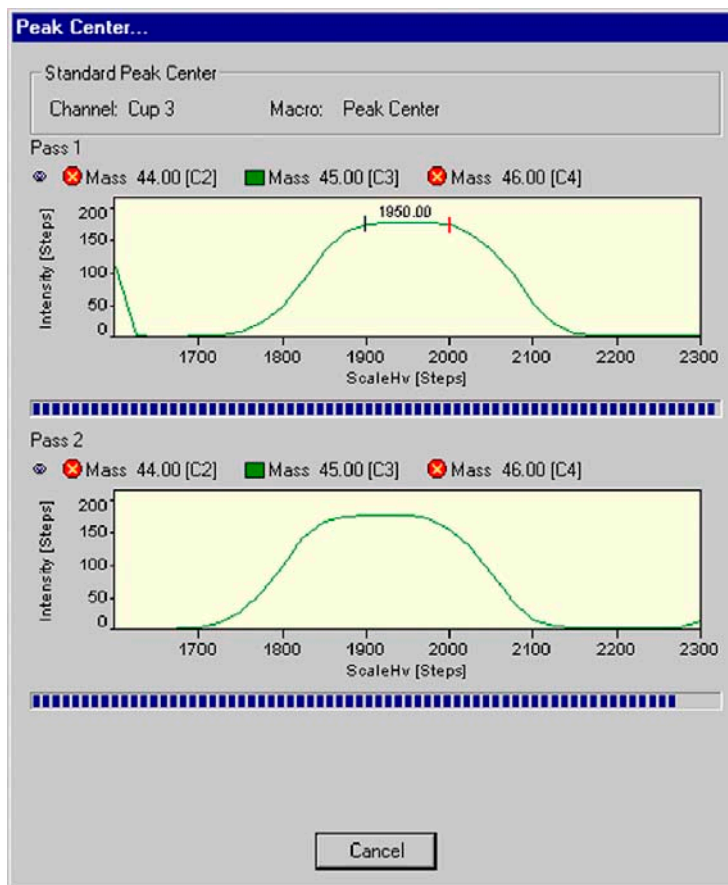 Peak Center...
Standard Peak Center
Channel: Cup 3 Macro: Peak Center
Pass 1
Mass 44.00 [C2] Mass 45.00 [C3] Mass 46.00 [C4]
Intensity [Steps]
200
150
100
50
0
1950.00
1700 1800 1900 2000 2100 2200 2300
ScaleHv [Steps]
Pass 2
Mass 44.00 [C2] Mass 45.00 [C3] Mass 46.00 [C4]
Intensity [Steps]
200
150
100
50
0
1700 1800 1900 2000 2100 2200 2300
ScaleHv [Steps]
Cancel